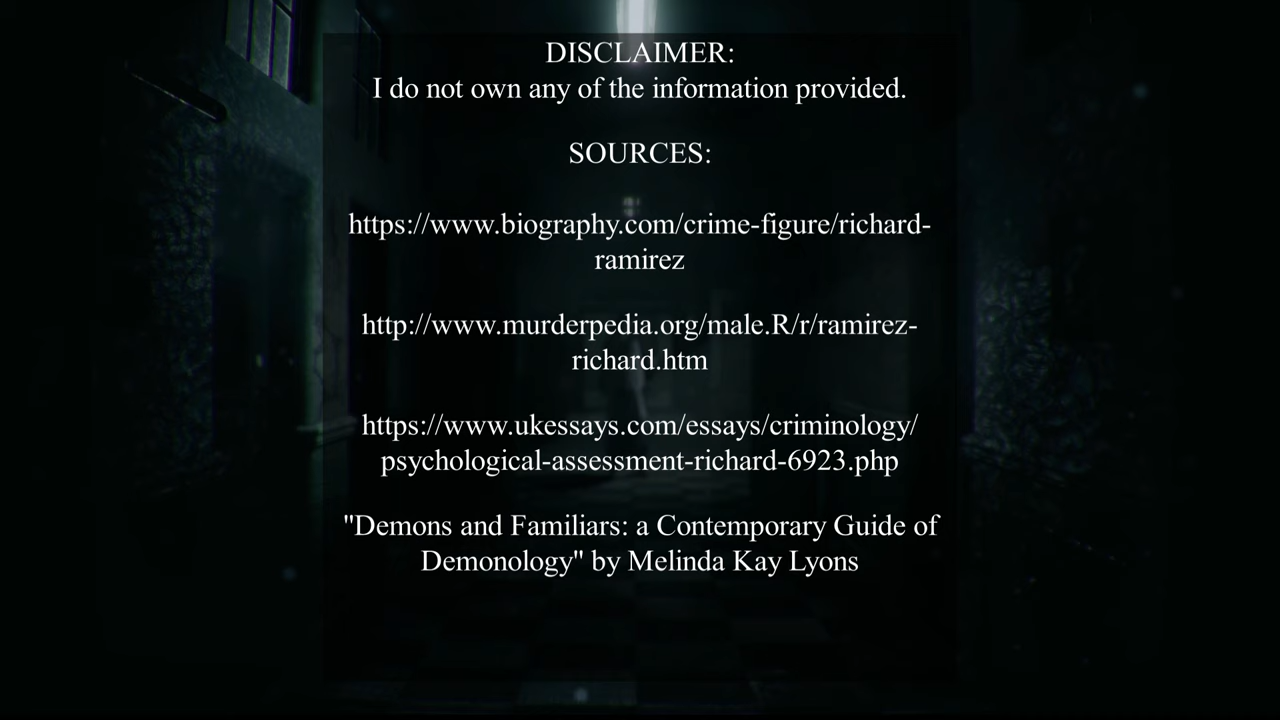 DISCLAIMER:
I do not own any of the information provided.
SOURCES:
https://www.biography.com/crime-figure/richard-
ramirez
http://www.murderpedia.org/male.R/r/ramirez-
richard.htm
https://www.ukessays.com/essays/criminology/
psychological-assessment-richard-6923.php
"Demons and Familiars: a Contemporary Guide of
Demonology" by Melinda Kay Lyons